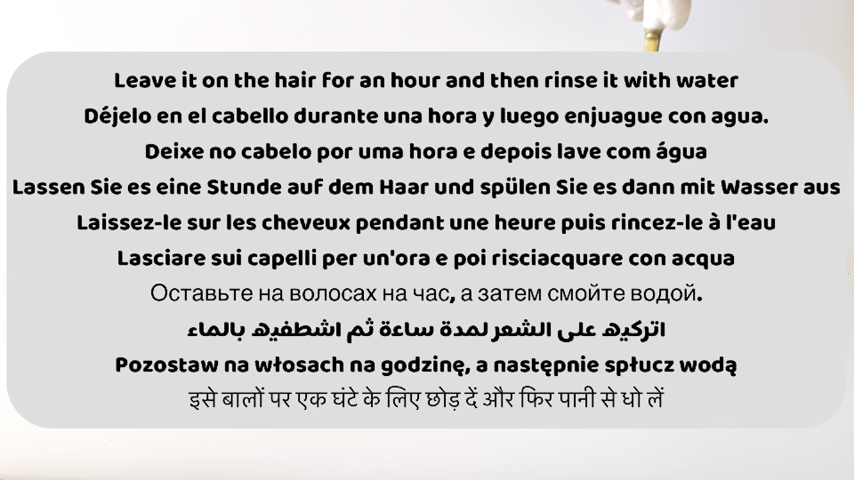 Leave it on the hair for an hour and then rinse it with water
Déjelo en el cabello durante una hora y luego enjuague con agua.
Deixe no cabelo por uma hora e depois lave com água
Lassen Sie es eine Stunde auf dem Haar und spülen Sie es dann mit Wasser aus
Laissez-le sur les cheveux pendant une heure puis rincez-le à l'eau
Lasciare sui capelli per un'ora e poi risciacquare con acqua
Оставьте на волосах на час, а затем смойте водой.
اتركيه على الشعر لمدة ساعة ثم اشطفيه بالماء
Pozostaw na włosach na godzinę, a następnie spłucz wodą
इसे बालों पर एक घंटे के लिए छोड़ दें और फिर पानी से धो लें